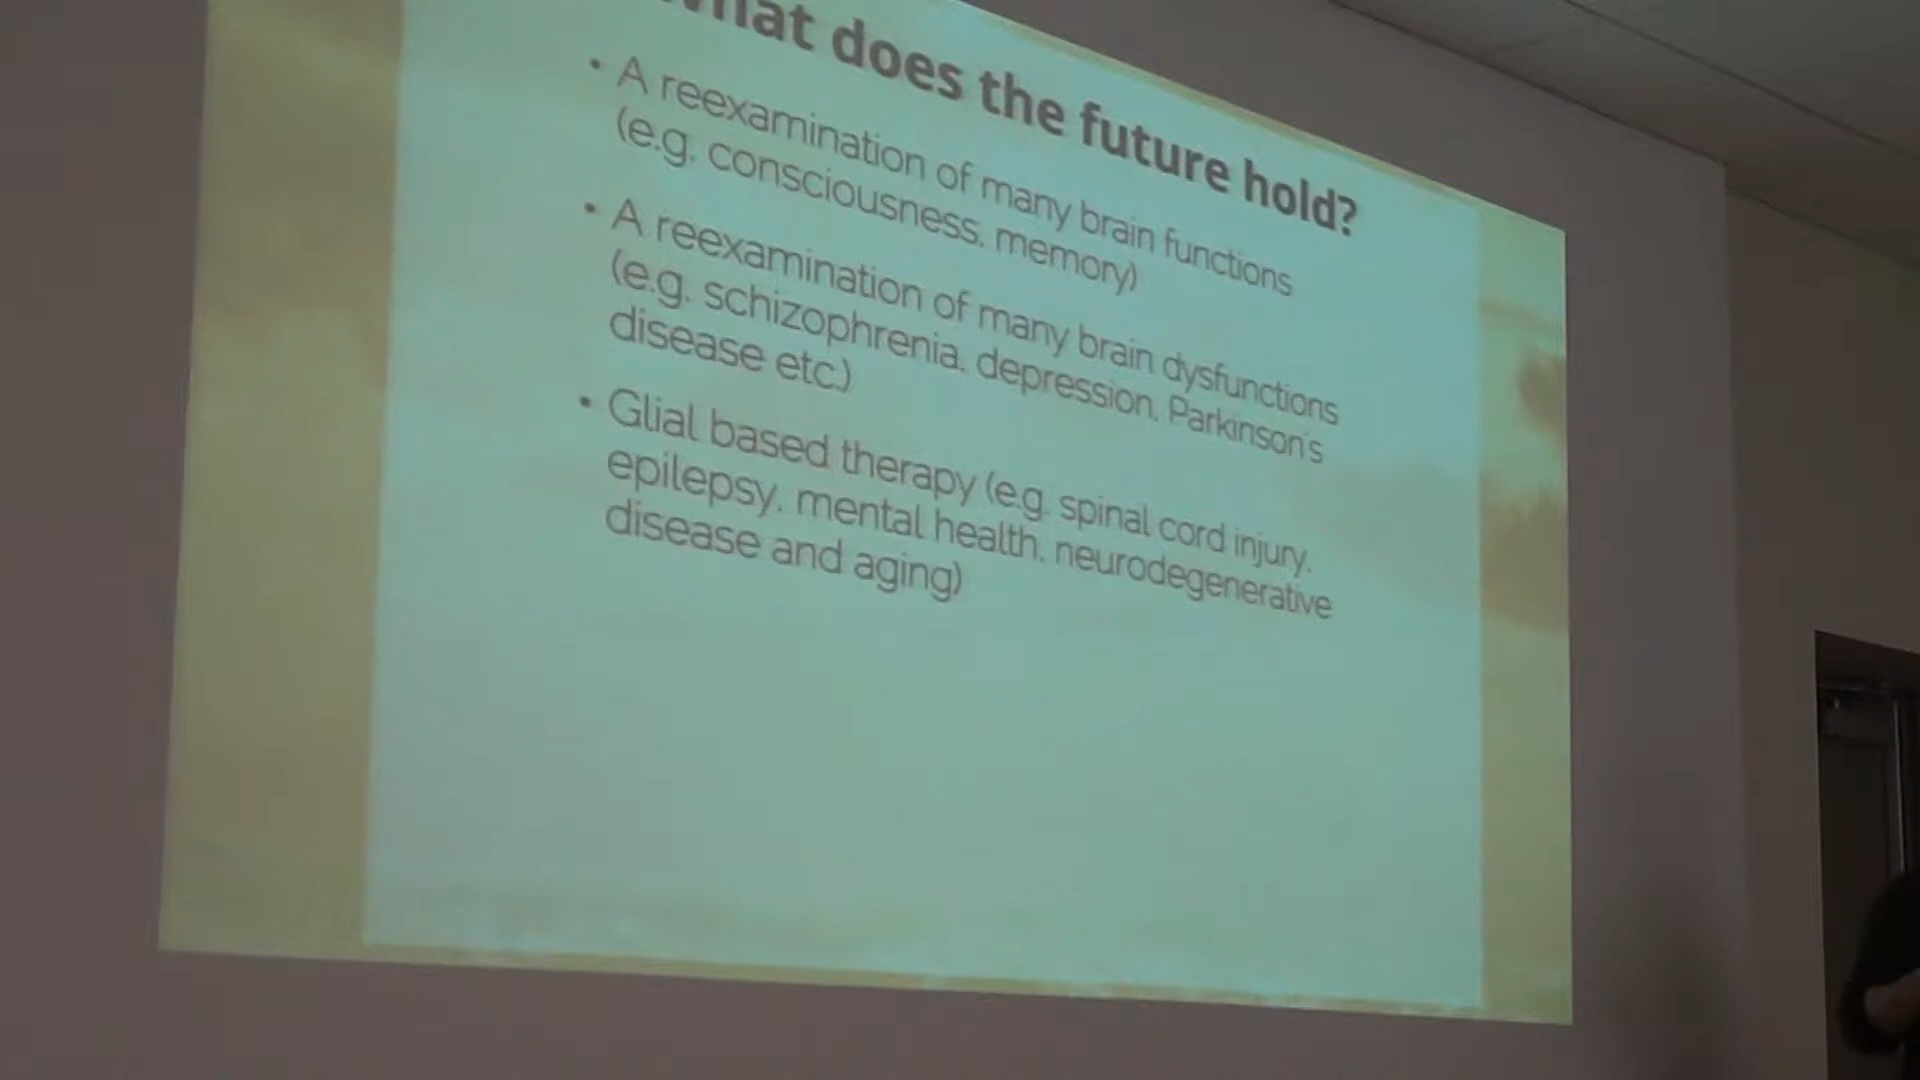 What does the future hold?
• A reexamination of many brain functions
(e.g. consciousness, memory)
• A reexamination of many brain dysfunctions
(e.g. schizophrenia, depression, Parkinson's
disease etc.)
• Glial based therapy (e.g. spinal cord injury,
epilepsy, mental health, neurodegenerative
disease and aging)